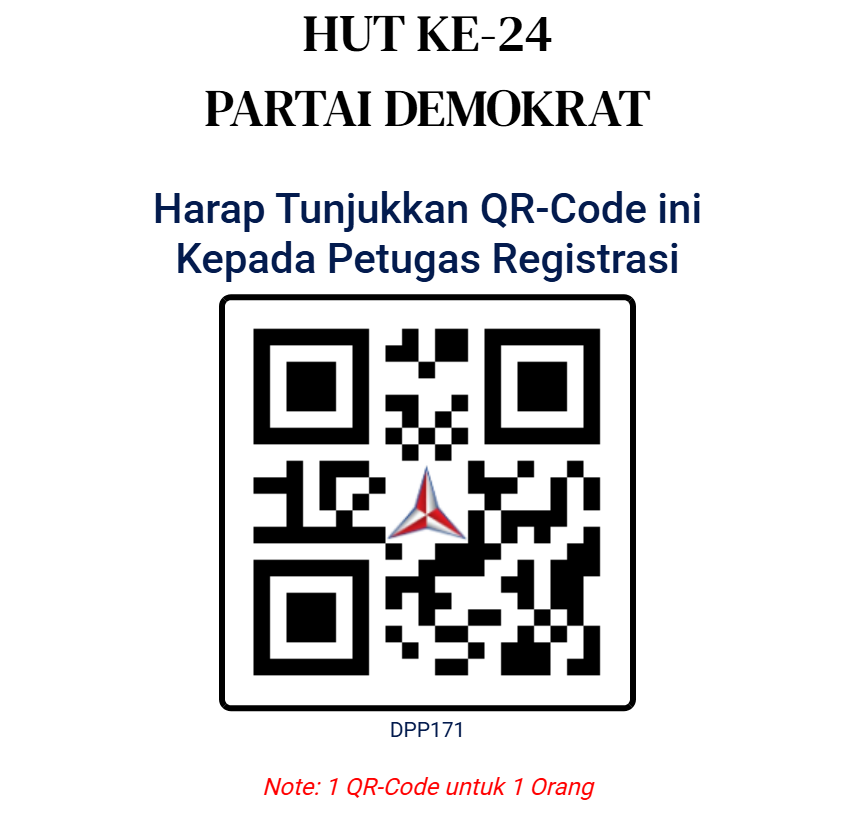 HUT KE-24
PARTAI DEMOKRAT
Harap Tunjukkan QR-Code ini
Kepada Petugas Registrasi
DPP171
Note: 1 QR-Code untuk 1 Orang